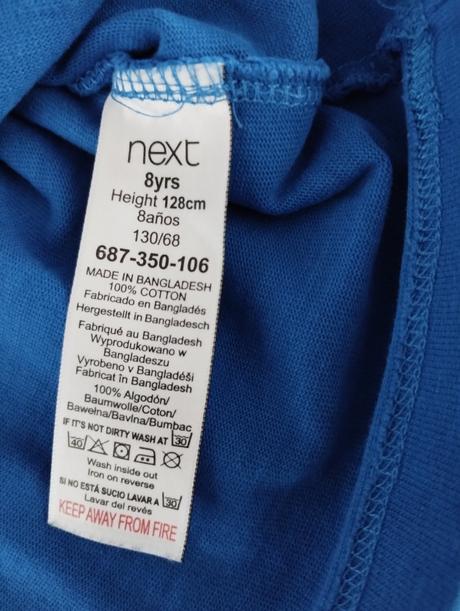 next
8yrs
Height 128cm
8años
130/68
687-350-106
MADE IN BANGLADESH
100% COTTON
Fabricado en Bangladés
Hergestellt in Bangladesch
Fabriqué au Bangladesh
Wyprodukowano w
Bangladeszu
Vyrobeno v Bangladéši
Fabricat în Bangladesh
100% Algodón/
Baumwolle/Coton/
Bawełna/Bavlna/Bumbac
IF IT'S NOT DIRTY WASH AT 30
40
Wash inside out
Iron on reverse
SI NO ESTÁ SUCIO LAVAR A 30
Lavar del revés
KEEP AWAY FROM FIRE